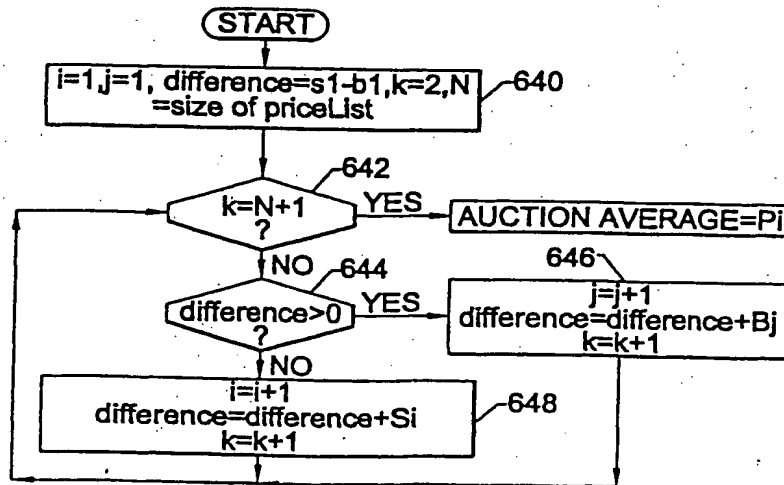 START
i=1,j=1, difference=s1-b1,k=2,N
=size of priceList
640
642
k=N+1
?
YES
AUCTION AVERAGE=Pi
NO
644
646
difference>0
?
YES
j=j+1
difference=difference+Bj
k=k+1
NO
i=i+1
difference=difference+Si
k=k+1
648